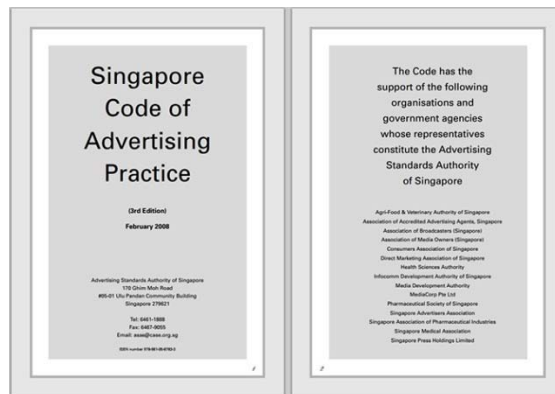 Singapore
Code of
Advertising
Practice
(3rd Edition)
February 2008
Advertising Standards Authority of Singapore
170 Ghim Moh Road
#05-01 Ulu Pandan Community Building
Singapore 279621
Tel: 6461-1888
Fax: 6467-9055
Email: asas@case.org.sg
ISBN number
The Code has the
support of the following
organisations and
government agencies
whose representatives
constitute the Advertising
Standards Authority
of Singapore
Agri-Food & Veterinary Authority of Singapore
Association of Accredited Advertising Agents, Singapore
Association of Broadcasters (Singapore)
Association of Media Owners (Singapore)
Consumers Association of Singapore
Direct Marketing Association of Singapore
Health Sciences Authority
Infocomm Development Authority of Singapore
Media Development Authority
MediaCorp Pte Ltd
Pharmaceutical Society of Singapore
Singapore Advertisers Association
Singapore Association of Pharmaceutical Industries
Singapore Medical Association
Singapore Press Holdings Limited